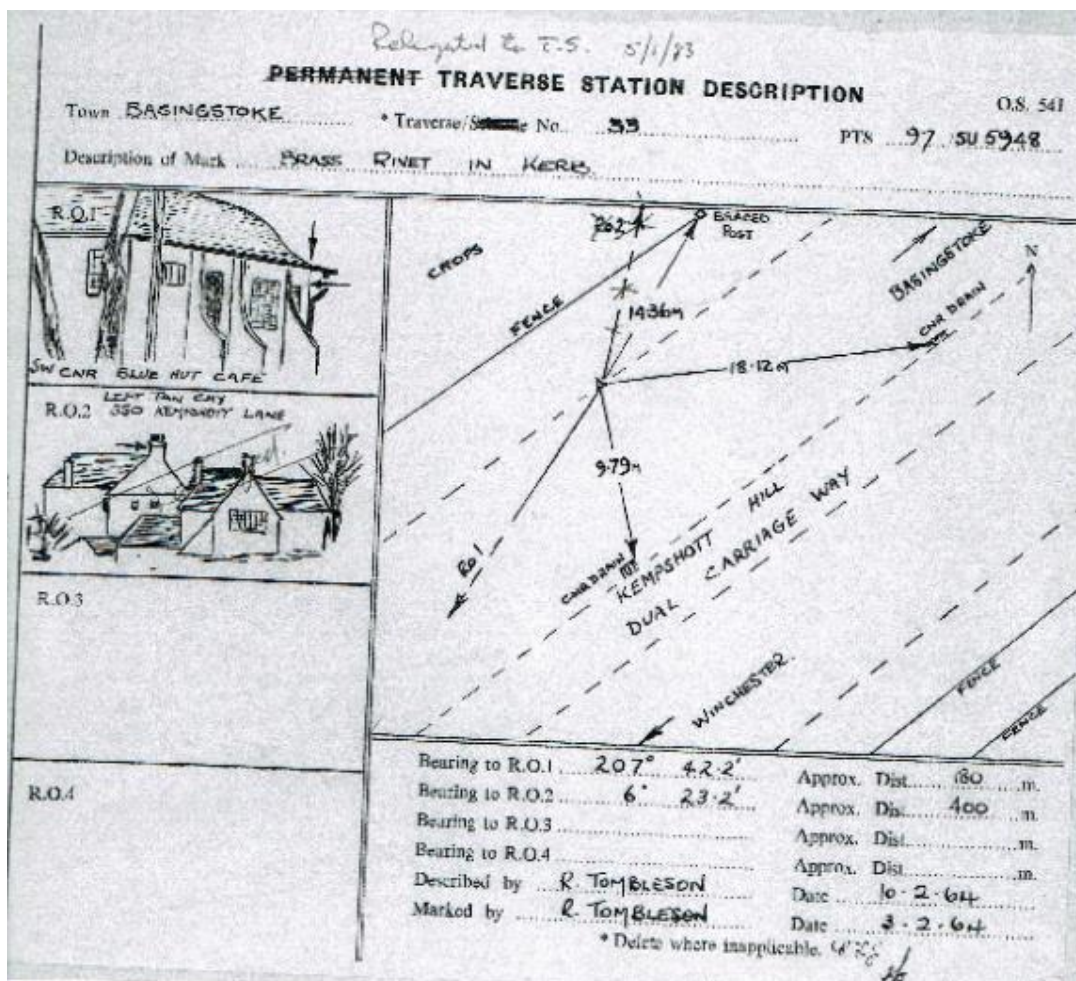 Relegated to T.S. 5/1/83
PERMANENT TRAVERSE STATION DESCRIPTION
O.S. 541
Town BASINGSTOKE * Traverse/Scheme No. 33 PTS 97 SU 5948
Description of Mark BRASS RIVET IN KERB.
R.O.1
SW CNR BLUE HUT CAFE
R.O.2 LEFT PAN CHY
350 KEMPSHOTT LANE
R.O.3
R.O.4
CROPS
FENCE
RO2
BRACED
POST
BASINGSTOKE
N
14.36m
CNR DRAIN
18.12m
9.79m
RO1
CNR DRAIN
KEMPSHOTT HILL
DUAL CARRIAGE WAY
WINCHESTER
FENCE
FENCE
Bearing to R.O.1 207° 42.2' Approx. Dist. 180 m.
Bearing to R.O.2 6° 23.2' Approx. Dist. 400 m.
Bearing to R.O.3 Approx. Dist. m.
Bearing to R.O.4 Approx. Dist. m.
Described by R. TOMBLESON Date 10.2.64
Marked by R. TOMBLESON Date 3.2.64
* Delete where inapplicable.